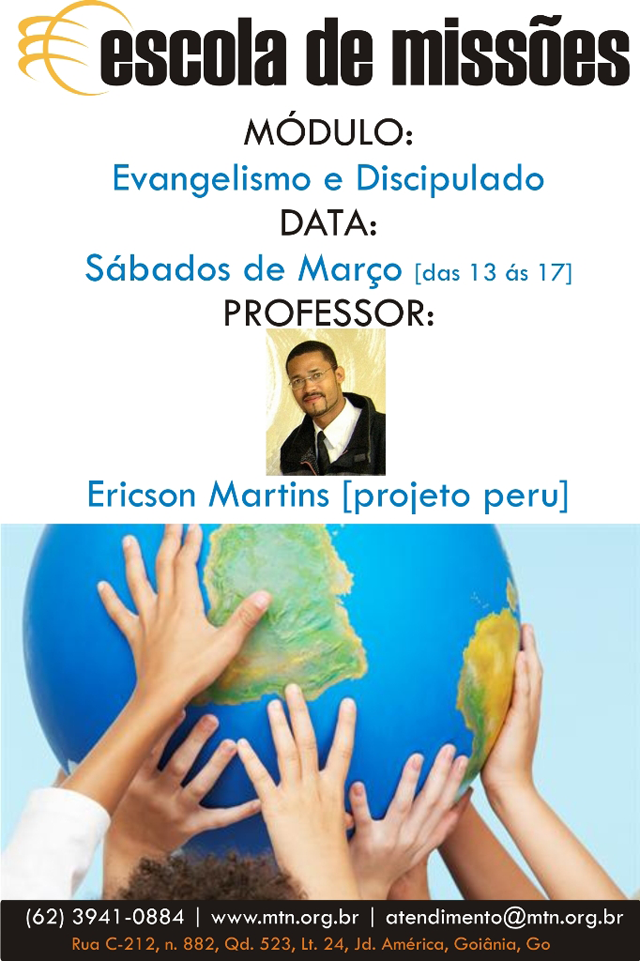 escola de missões
MÓDULO:
Evangelismo e Discipulado
DATA:
Sábados de Março [das 13 ás 17]
PROFESSOR:
Ericson Martins [projeto peru]
(62) 3941-0884 | www.mtn.org.br | atendimento@mtn.org.br
Rua C-212, n. 882, Qd. 523, Lt. 24, Jd. América, Goiânia, Go